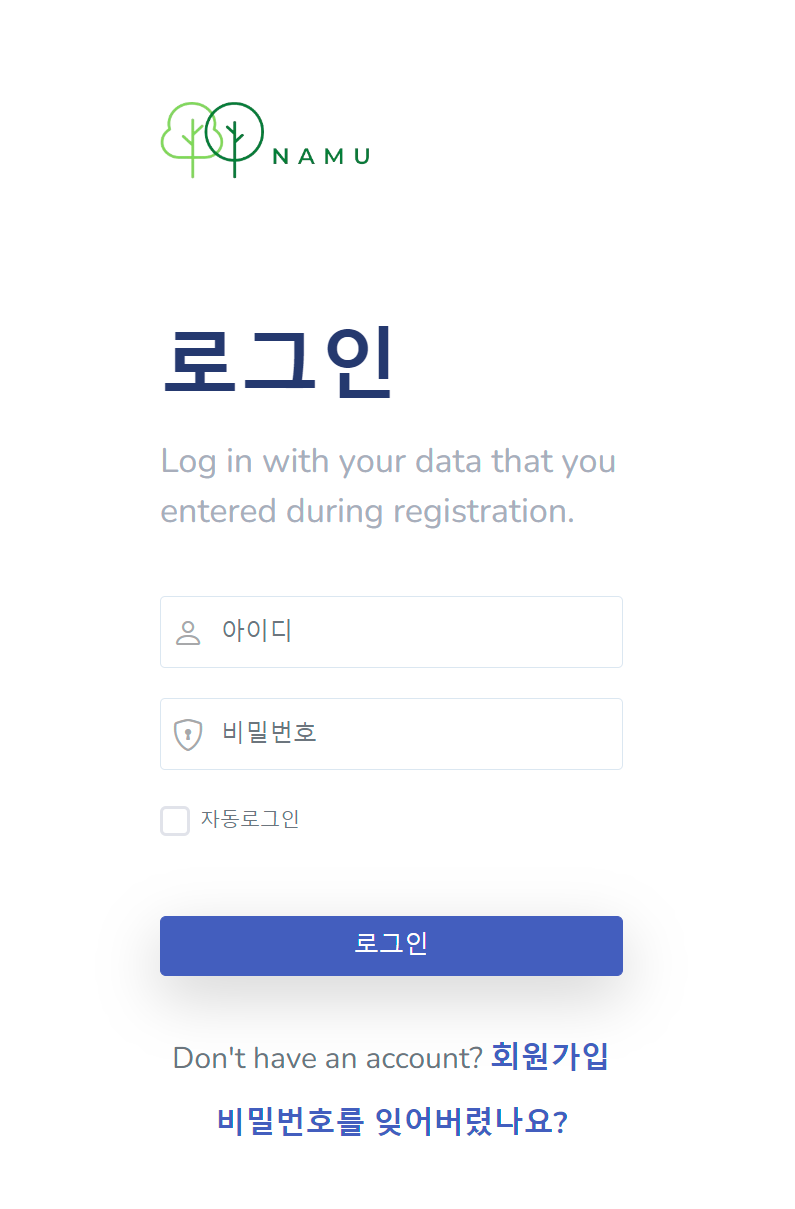 NAMU
로그인
Log in with your data that you
entered during registration.
아이디
비밀번호
자동로그인
로그인
Don't have an account? 회원가입
비밀번호를 잊어버렸나요?